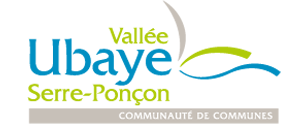 Vallée
Ubaye
Serre-Ponçon
COMMUNAUTÉ DE COMMUNES